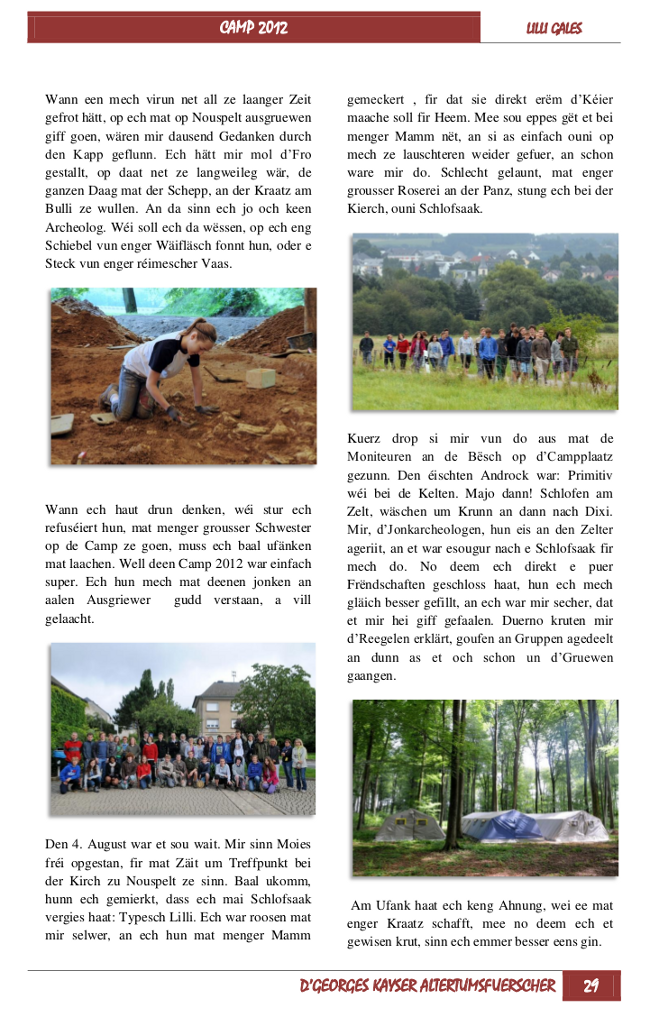 CAMP 2012
LILLI GALES
Wann een mech virun net all ze laanger Zeit
gefrot hätt, op ech mat op Nouspelt ausgruewen
giff goen, wären mir dausend Gedanken durch
den Kapp geflunn. Ech hätt mir mol d’Fro
gestallt, op daat net ze langweileg wär, de
ganzen Daag mat der Schepp, an der Kraatz am
Bulli ze wullen. An da sinn ech jo och keen
Archeolog. Wéi soll ech da wëssen, op ech eng
Schiebel vun enger Wäifläsch fonnt hun, oder e
Steck vun enger réimescher Vaas.
Wann ech haut drun denken, wéi stur ech
refuséiert hun, mat menger grousser Schwester
op de Camp ze goen, muss ech baal ufänken
mat laachen. Well deen Camp 2012 war einfach
super. Ech hun mech mat deenen jonken an
aalen Ausgriewer gudd verstaan, a vill
gelaacht.
Den 4. August war et sou wait. Mir sinn Moies
fréi opgestan, fir mat Zäit um Treffpunkt bei
der Kirch zu Nouspelt ze sinn. Baal ukomm,
hunn ech gemierkt, dass ech mai Schlofsaak
vergies haat: Typesch Lilli. Ech war roosen mat
mir selwer, an ech hun mat menger Mamm
gemeckert , fir dat sie direkt erëm d’Kéier
maache soll fir Heem. Mee sou eppes gët et bei
menger Mamm nët, an si as einfach ouni op
mech ze lauschteren weider gefuer, an schon
ware mir do. Schlecht gelaunt, mat enger
grousser Roserei an der Panz, stung ech bei der
Kierch, ouni Schlofsaak.
Kuerz drop si mir vun do aus mat de
Moniteuren an de Bësch op d’Campplaatz
gezunn. Den éischten Androck war: Primitiv
wéi bei de Kelten. Majo dann! Schlofen am
Zelt, wäschen um Krunn an dann nach Dixi.
Mir, d’Jonkarcheologen, hun eis an den Zelter
ageriit, an et war esougur nach e Schlofsaak fir
mech do. No deem ech direkt e puer
Frëndschaften geschloss haat, hun ech mech
gläich besser gefillt, an ech war mir secher, dat
et mir hei giff gefaalen. Duerno kruten mir
d’Reegelen erklärt, goufen an Gruppen agedeelt
an dunn as et och schon un d’Gruewen
gaangen.
Am Ufank haat ech keng Ahnung, wei ee mat
enger Kraatz schafft, mee no deem ech et
gewisen krut, sinn ech emmer besser eens gin.
D’GEORGES KAYSER ALTERTUMSFUERSCHER
29